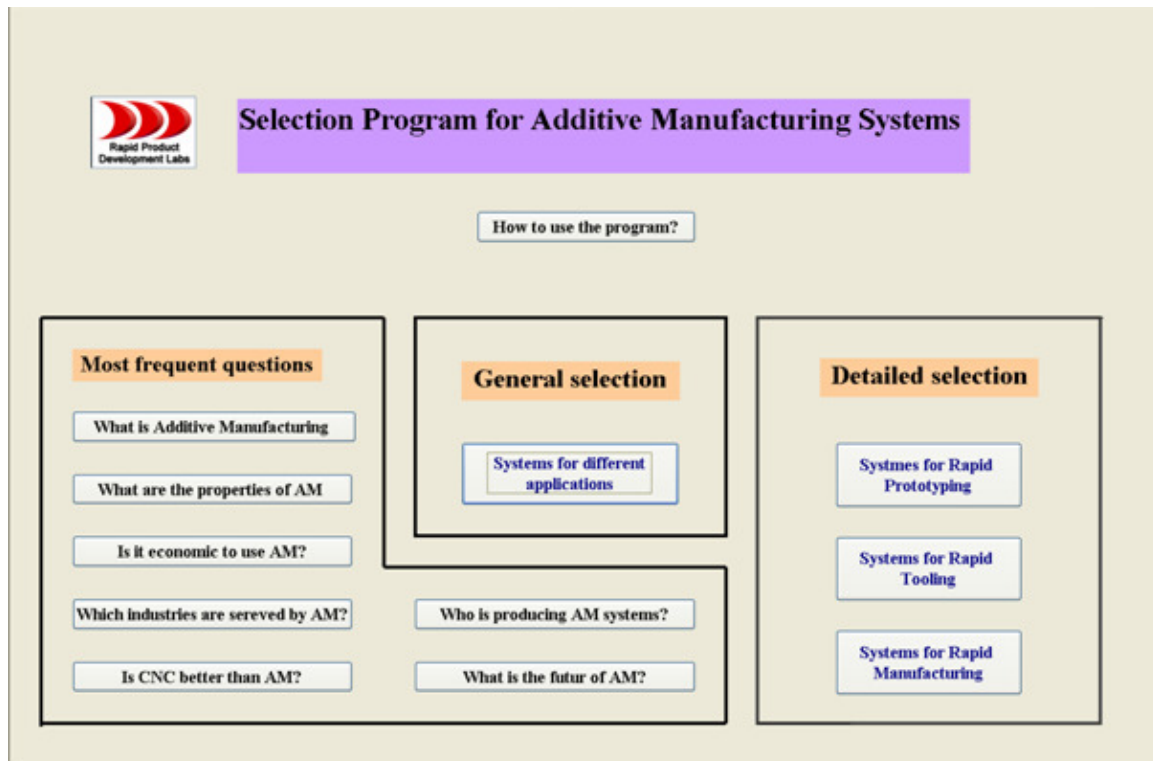 Rapid Product
Development Labs
Selection Program for Additive Manufacturing Systems
How to use the program?
Most frequent questions
What is Additive Manufacturing
What are the properties of AM
Is it economic to use AM?
Which industries are sereved by AM?
Is CNC better than AM?
Who is producing AM systems?
What is the futur of AM?
General selection
Systems for different
applications
Detailed selection
Systmes for Rapid
Prototyping
Systems for Rapid
Tooling
Systems for Rapid
Manufacturing